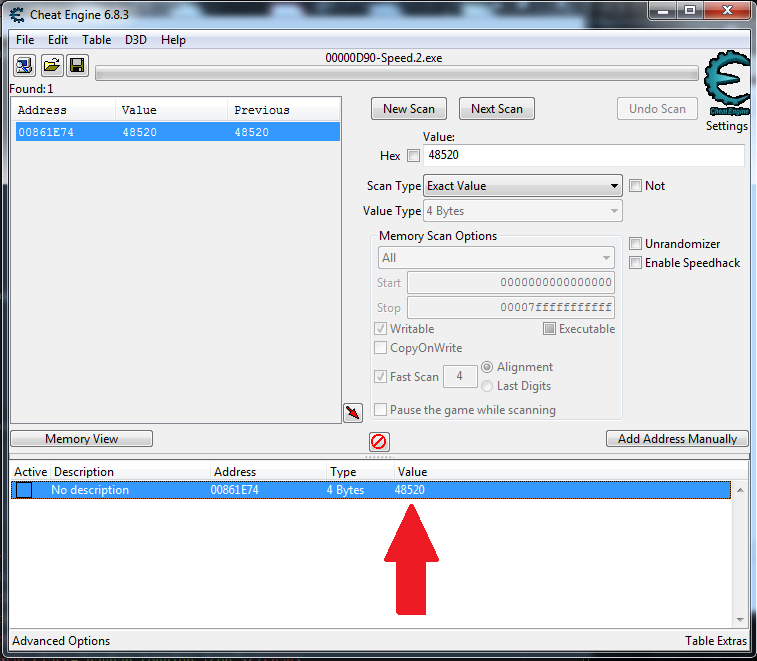 Cheat Engine 6.8.3
File Edit Table D3D Help
00000D90-Speed.2.exe
Found:1
Address Value Previous
00861E74 48520 48520
New Scan Next Scan Undo Scan
Cheat Engine
Settings
Value:
Hex 48520
Scan Type Exact Value Not
Value Type 4 Bytes
Memory Scan Options
All
Unrandomizer
Enable Speedhack
Start 0000000000000000
Stop 00007fffffffffff
Writable Executable
CopyOnWrite
Fast Scan 4 Alignment
Last Digits
Pause the game while scanning
Memory View Add Address Manually
Active Description Address Type Value
No description 00861E74 4 Bytes 48520
Advanced Options Table Extras